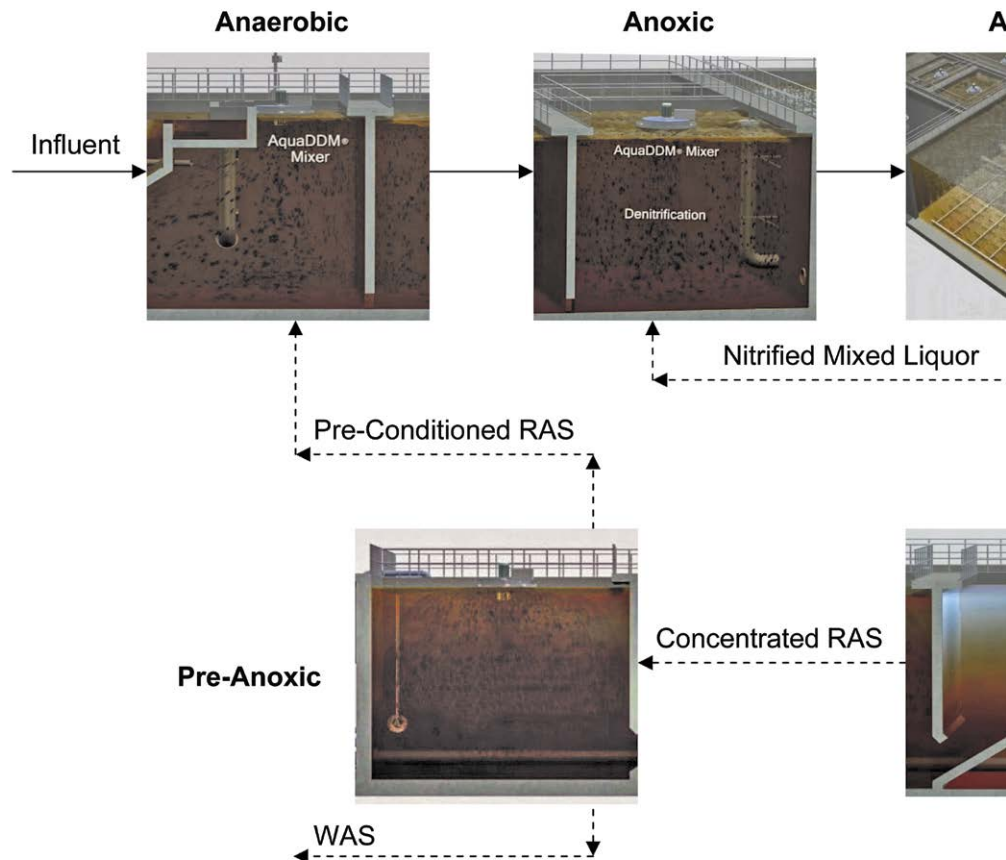 Anaerobic
Anoxic
A
Influent
AquaDDM®
Mixer
AquaDDM® Mixer
Denitrification
Nitrified Mixed Liquor
Pre-Conditioned RAS
Concentrated RAS
Pre-Anoxic
WAS